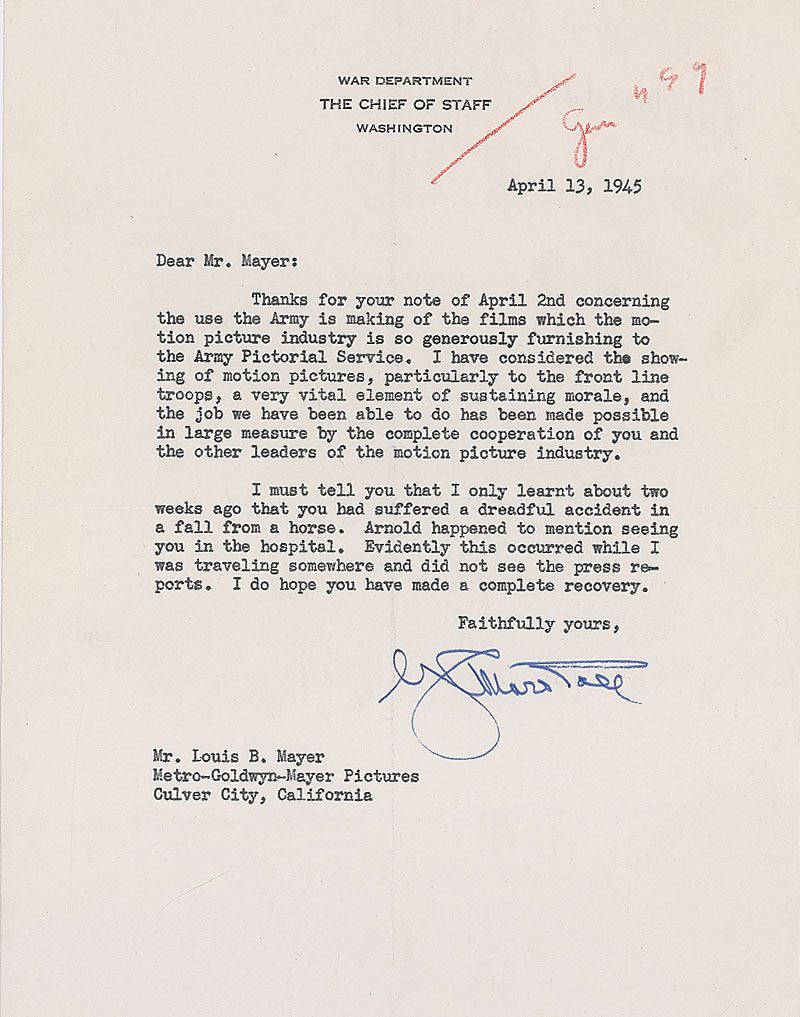 WAR DEPARTMENT
THE CHIEF OF STAFF
WASHINGTON
April 13, 1945
Dear Mr. Mayer:
Thanks for your note of April 2nd concerning
the use the Army is making of the films which the mo-
tion picture industry is so generously furnishing to
the Army Pictorial Service. I have considered the show-
ing of motion pictures, particularly to the front line
troops, a very vital element of sustaining morale, and
the job we have been able to do has been made possible
in large measure by the complete cooperation of you and
the other leaders of the motion picture industry.
I must tell you that I only learnt about two
weeks ago that you had suffered a dreadful accident in
a fall from a horse. Arnold happened to mention seeing
you in the hospital. Evidently this occurred while I
was traveling somewhere and did not see the press re-
ports. I do hope you have made a complete recovery.
Faithfully yours,
G. C. Marshall
Mr. Louis B. Mayer
Metro-Goldwyn-Mayer Pictures
Culver City, California